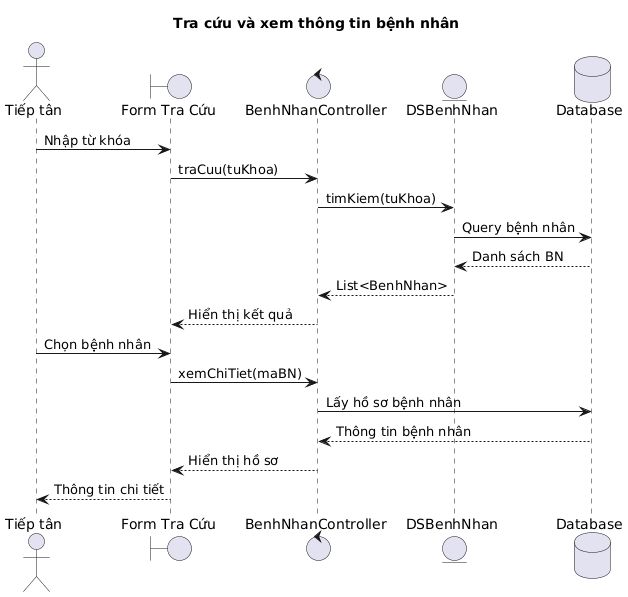 Tra cứu và xem thông tin bệnh nhân
Tiếp tân
Form Tra Cứu
BenhNhanController
DSBenhNhan
Database
Nhập từ khóa
traCuu(tuKhoa)
timKiem(tuKhoa)
Query bệnh nhân
Danh sách BN
List<BenhNhan>
Hiển thị kết quả
Chọn bệnh nhân
xemChiTiet(maBN)
Lấy hồ sơ bệnh nhân
Thông tin bệnh nhân
Hiển thị hồ sơ
Thông tin chi tiết
Tiếp tân
Form Tra Cứu
BenhNhanController
DSBenhNhan
Database